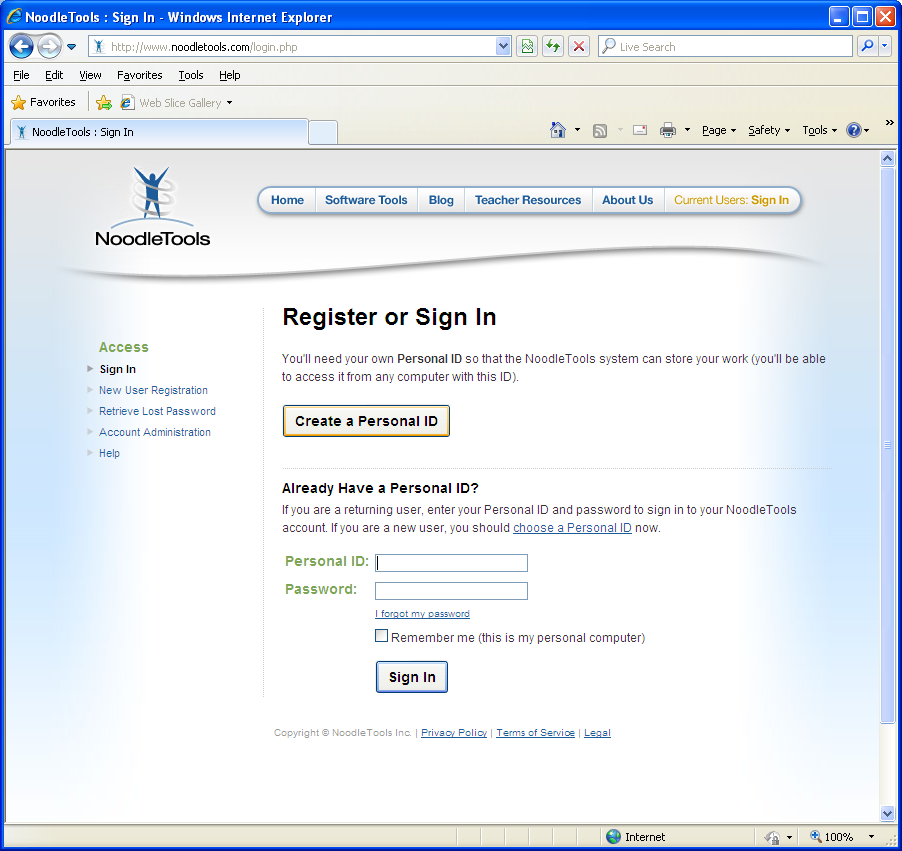 NoodleTools : Sign In - Windows Internet Explorer
http://www.noodletools.com/login.php
Live Search
File Edit View Favorites Tools Help
Favorites Web Slice Gallery
NoodleTools : Sign In
Page Safety Tools
NoodleTools
Home Software Tools Blog Teacher Resources About Us Current Users: Sign In
Register or Sign In
You'll need your own Personal ID so that the NoodleTools system can store your work (you'll be able
to access it from any computer with this ID).
Create a Personal ID
Access
Sign In
New User Registration
Retrieve Lost Password
Account Administration
Help
Already Have a Personal ID?
If you are a returning user, enter your Personal ID and password to sign in to your NoodleTools
account. If you are a new user, you should choose a Personal ID now.
Personal ID:
Password:
I forgot my password
Remember me (this is my personal computer)
Sign In
Copyright © NoodleTools Inc. | Privacy Policy | Terms of Service | Legal
Internet 100%